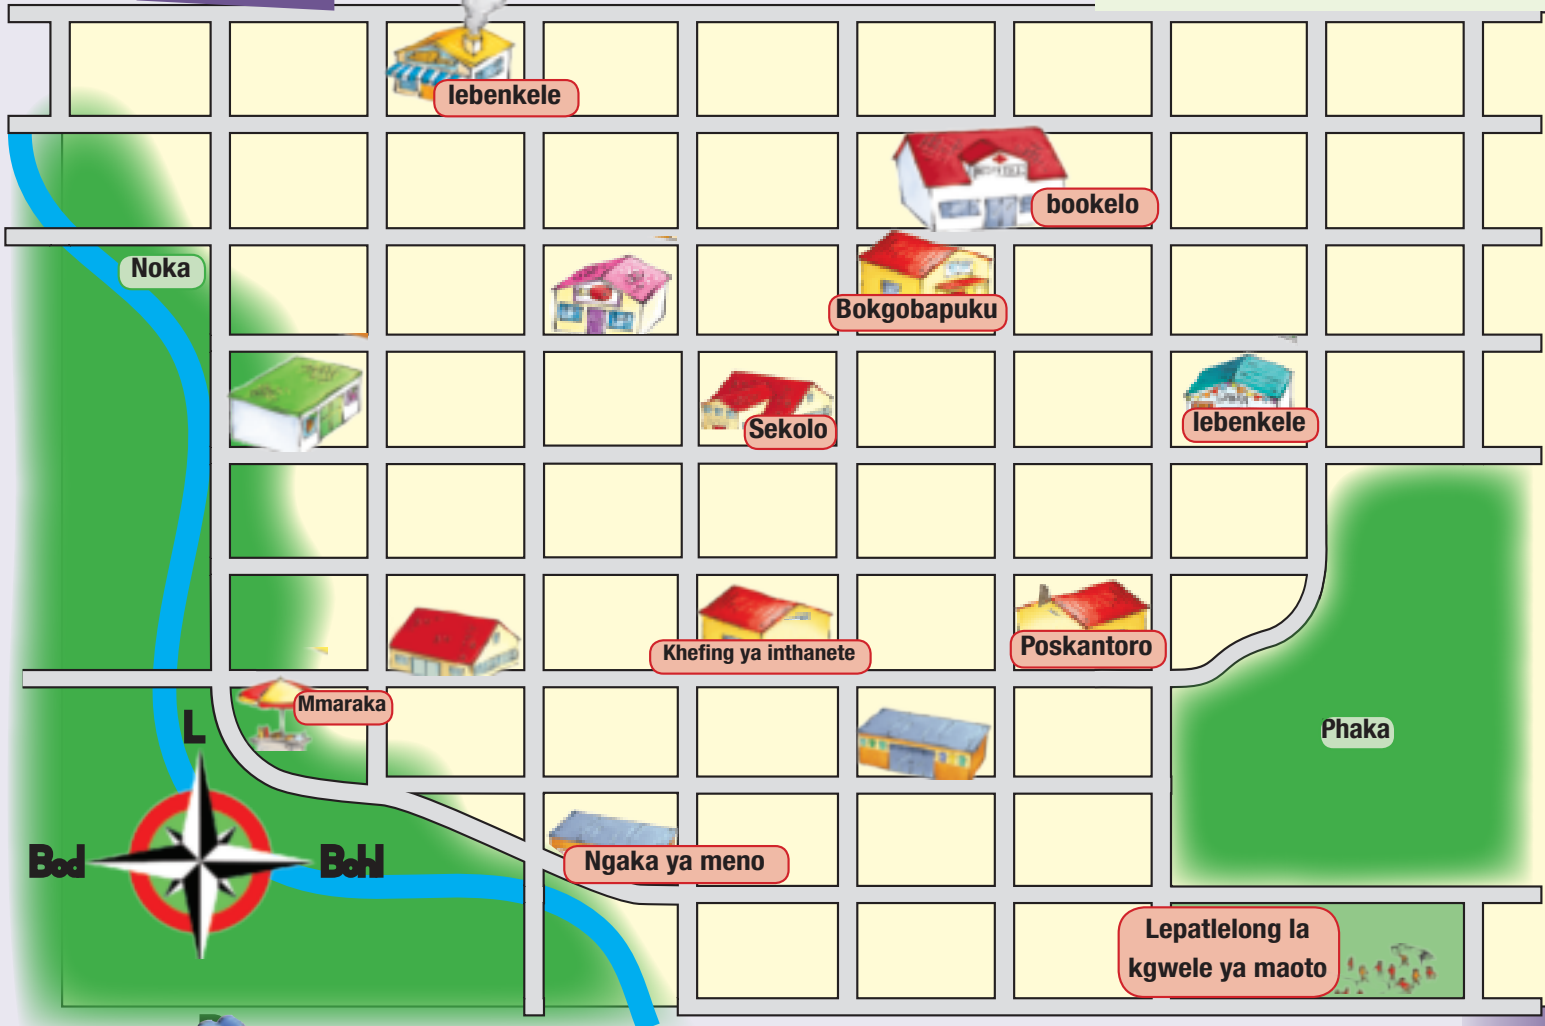 lebenkele
bookelo
Noka
Bokgobapuku
lebenkele
Sekolo
Khefing ya inthanete
Poskantoro
Mmaraka
L
Phaka
Bod
Bohl
Ngaka ya meno
Lepatlelong la
kgwele ya maoto